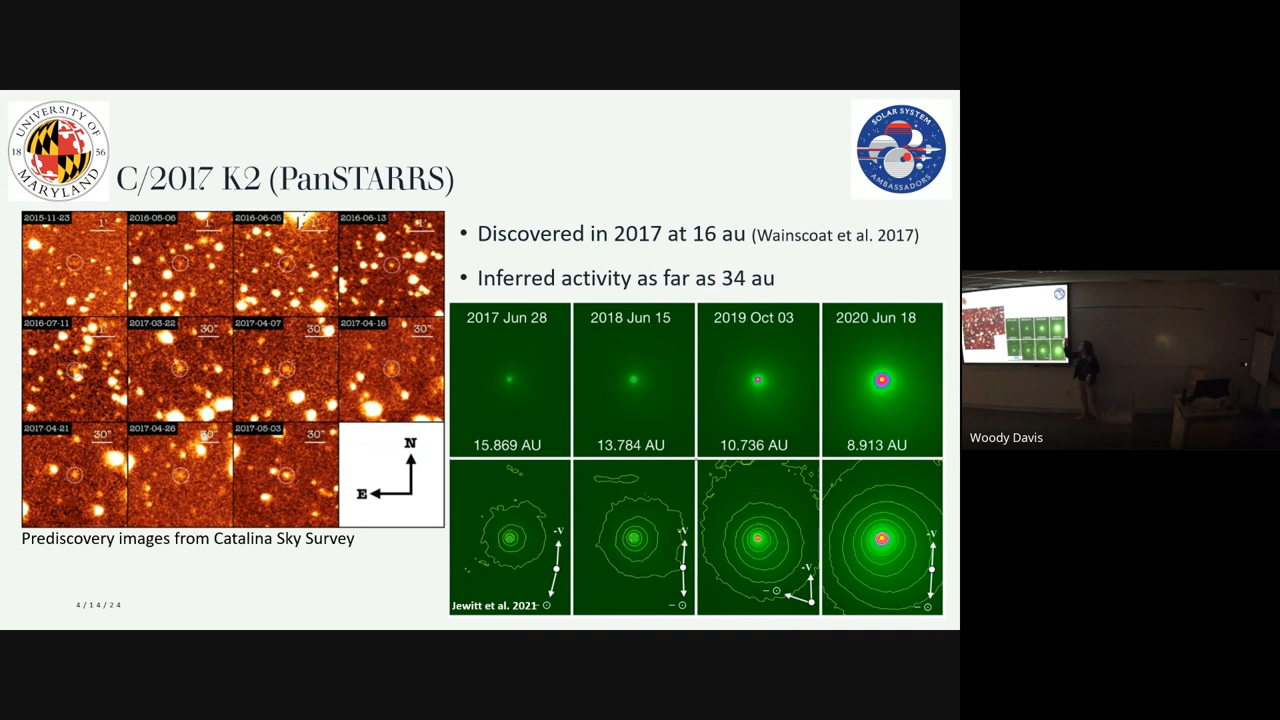 UNIVERSITY OF
18 56
MARYLAND
SOLAR SYSTEM
AMBASSADORS
C/2017 K2 (PanSTARRS)
2015-11-23 1' 2016-05-06 1' 2016-06-05 1' 2016-06-13 1'
2016-07-11 1' 2017-03-22 30" 2017-04-07 30" 2017-04-16 30"
2017-04-21 30" 2017-04-26 30" 2017-05-03 30"
N
E
Prediscovery images from Catalina Sky Survey
• Discovered in 2017 at 16 au (Wainscoat et al. 2017)
• Inferred activity as far as 34 au
2017 Jun 28 2018 Jun 15 2019 Oct 03 2020 Jun 18
15.869 AU 13.784 AU 10.736 AU 8.913 AU
-V -V -V -V
Jewitt et al. 2021 -☉ -☉ -☉ -☉
4/14/24
Woody Davis